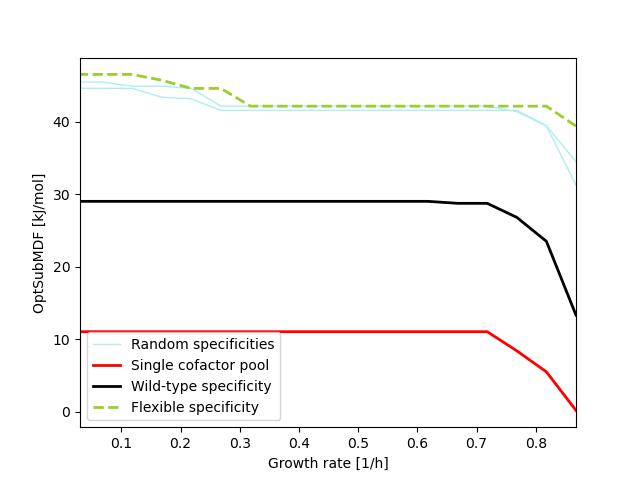 OptSubMDF [kJ/mol]
40
30
20
10
0
Random specificities
Single cofactor pool
Wild-type specificity
Flexible specificity
0.1 0.2 0.3 0.4 0.5 0.6 0.7 0.8
Growth rate [1/h]